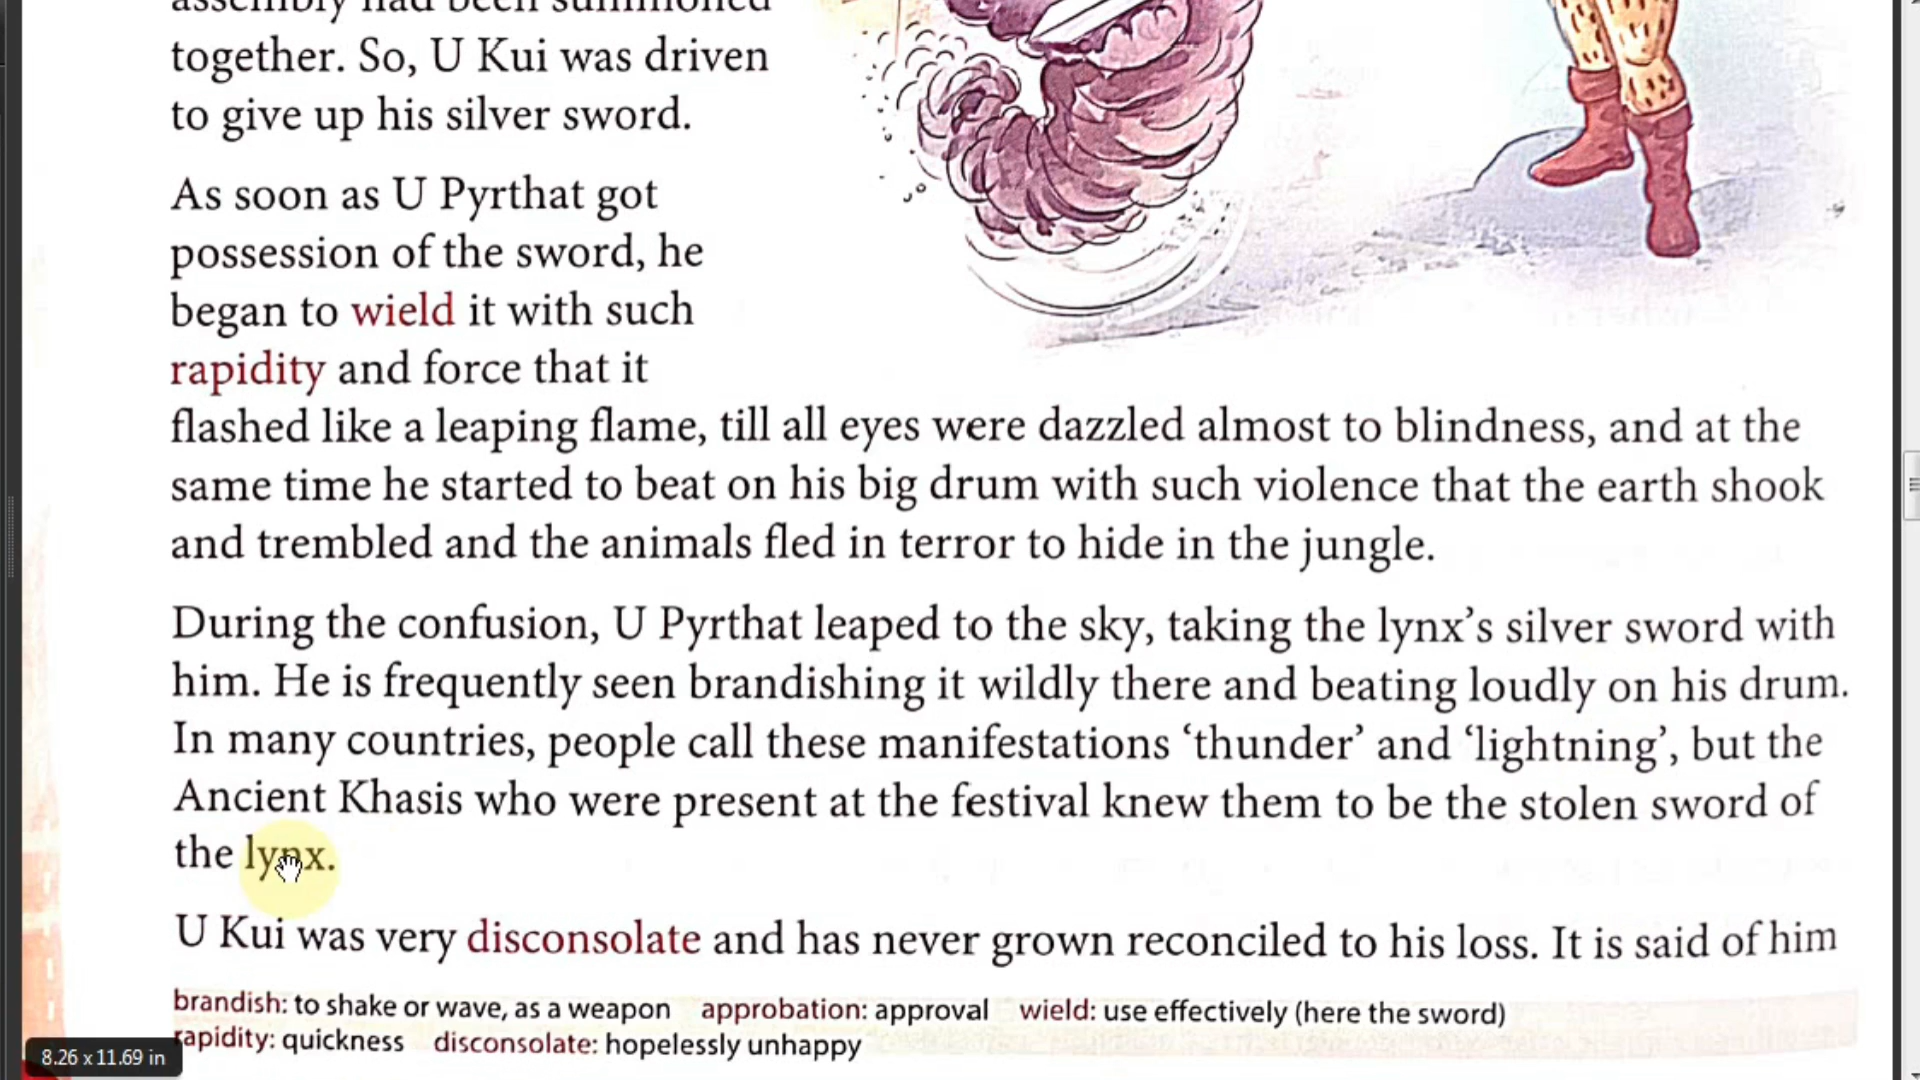 assembly had been summoned
together. So, U Kui was driven
to give up his silver sword.
As soon as U Pyrthat got
possession of the sword, he
began to wield it with such
rapidity and force that it
flashed like a leaping flame, till all eyes were dazzled almost to blindness, and at the
same time he started to beat on his big drum with such violence that the earth shook
and trembled and the animals fled in terror to hide in the jungle.
During the confusion, U Pyrthat leaped to the sky, taking the lynx’s silver sword with
him. He is frequently seen brandishing it wildly there and beating loudly on his drum.
In many countries, people call these manifestations ‘thunder’ and ‘lightning’, but the
Ancient Khasis who were present at the festival knew them to be the stolen sword of
the lynx.
U Kui was very disconsolate and has never grown reconciled to his loss. It is said of him
brandish: to shake or wave, as a weapon approbation: approval wield: use effectively (here the sword)
rapidity: quickness disconsolate: hopelessly unhappy
8.26 x 11.69 in